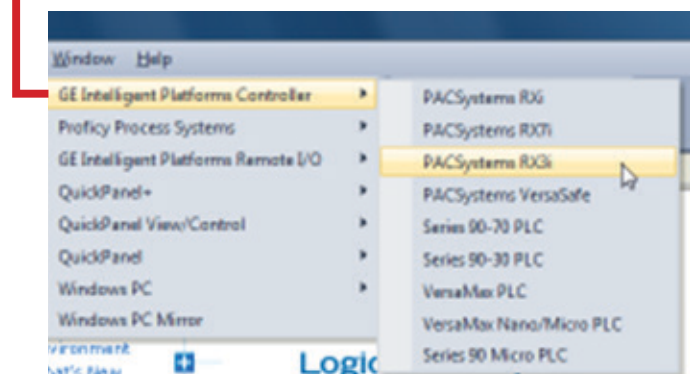 Window Help
GE Intelligent Platforms Controller
Proficy Process Systems
GE Intelligent Platforms Remote I/O
QuickPanel+
QuickPanel View/Control
QuickPanel
Windows PC
Windows PC Mirror
PACSystems RXi
PACSystems RX7i
PACSystems RX3i
PACSystems VersaSafe
Series 90-70 PLC
Series 90-30 PLC
VersaMax PLC
VersaMax Nano/Micro PLC
Series 90 Micro PLC
Logic